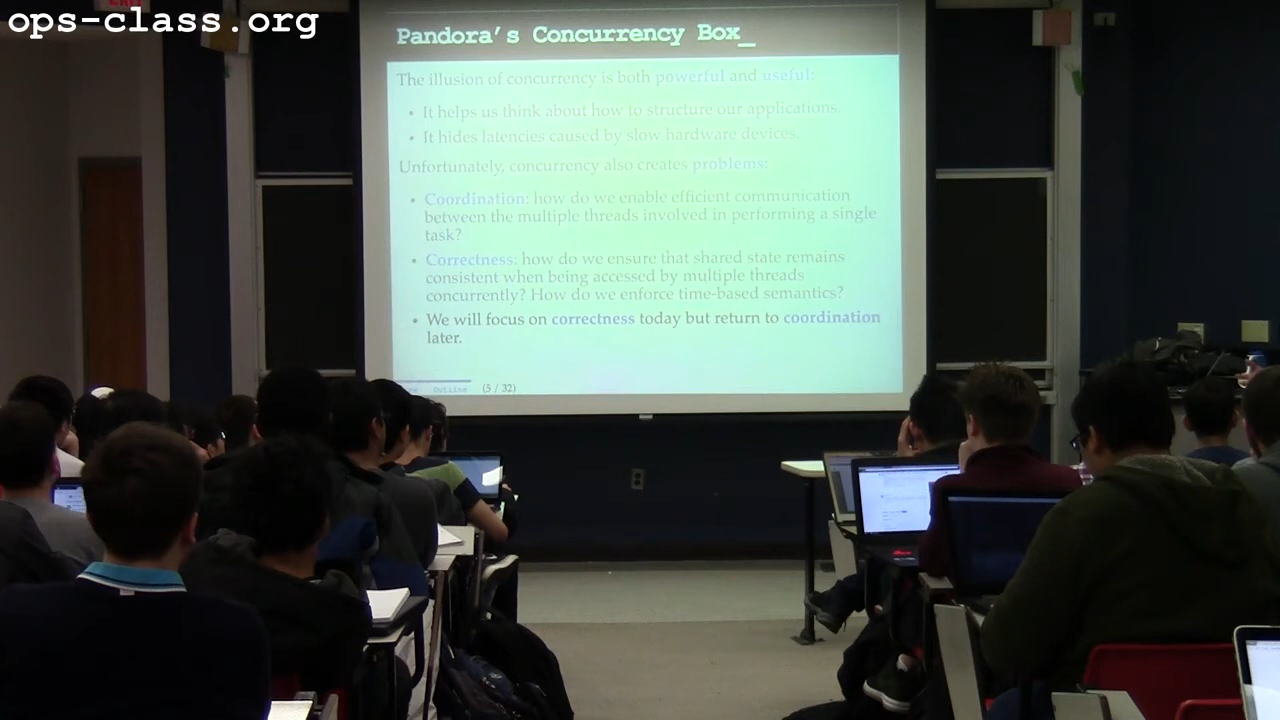 ops-class.org
EXIT
Pandora's Concurrency Box_
The illusion of concurrency is both powerful and useful:
• It helps us think about how to structure our applications.
• It hides latencies caused by slow hardware devices.
Unfortunately, concurrency also creates problems:
• Coordination: how do we enable efficient communication
between the multiple threads involved in performing a single
task?
• Correctness: how do we ensure that shared state remains
consistent when being accessed by multiple threads
concurrently? How do we enforce time-based semantics?
• We will focus on correctness today but return to coordination
later.
Outline (5 / 32)